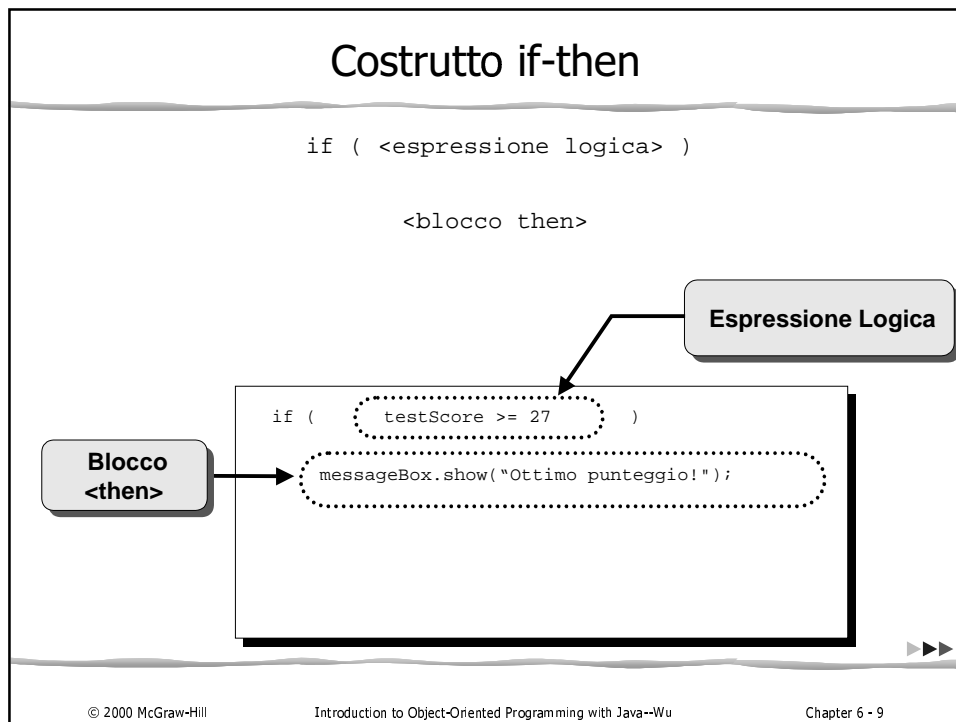 Costrutto if-then
if ( <espressione logica> )
<blocco then>
Espressione Logica
if ( testScore >= 27 )
Blocco
<then>
messageBox.show(“Ottimo punteggio!");
© 2000 McGraw-Hill Introduction to Object-Oriented Programming with Java--Wu Chapter 6 - 9